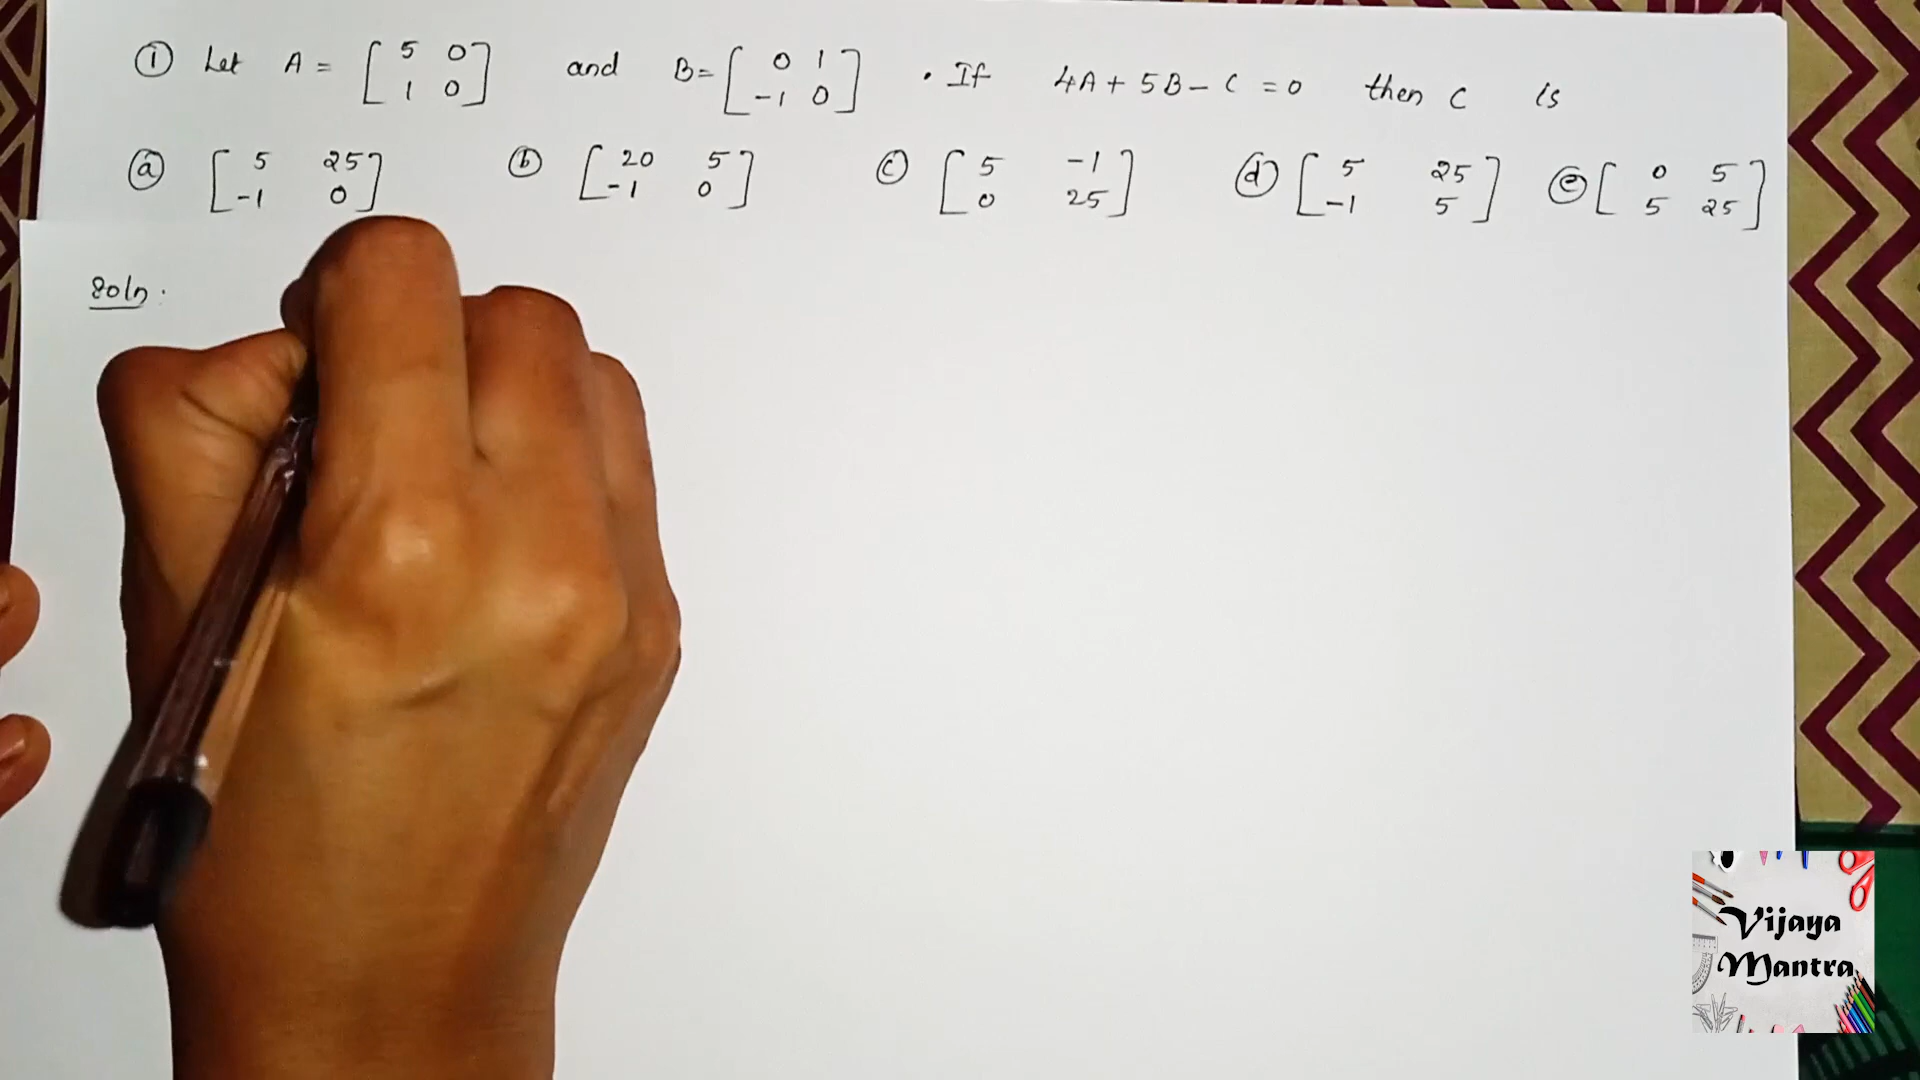 ① Let A = [ 5 0 and B= [ 0 1 . If 4A + 5B - C = 0 then C is
1 0 ] -1 0 ]
ⓐ [ 5 25 ⓑ [ 20 5 ⓒ [ 5 -1 ⓓ [ 5 25 ⓔ [ 0 5
-1 0 ] -1 0 ] 0 25 ] -1 5 ] 5 25 ]
Soln :
Vijaya
Mantra